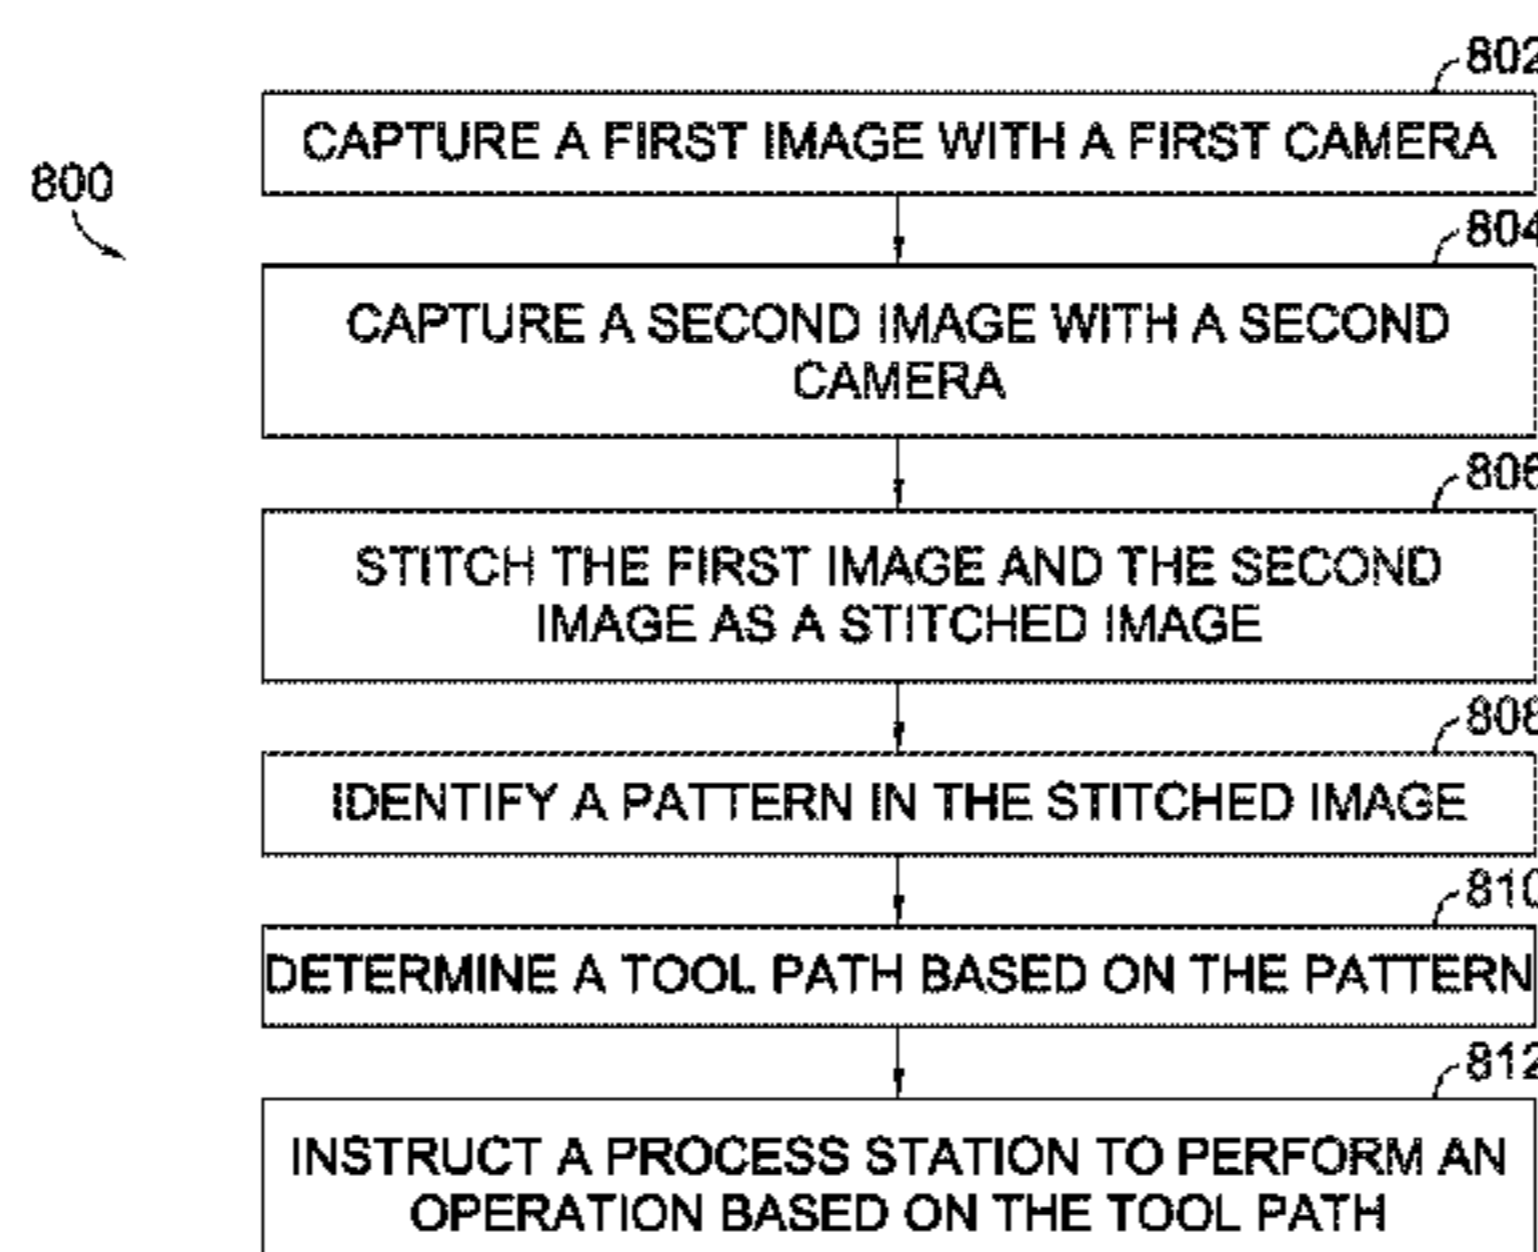 802
CAPTURE A FIRST IMAGE WITH A FIRST CAMERA
800
804
CAPTURE A SECOND IMAGE WITH A SECOND
CAMERA
806
STITCH THE FIRST IMAGE AND THE SECOND
IMAGE AS A STITCHED IMAGE
808
IDENTIFY A PATTERN IN THE STITCHED IMAGE
810
DETERMINE A TOOL PATH BASED ON THE PATTERN
812
INSTRUCT A PROCESS STATION TO PERFORM AN
OPERATION BASED ON THE TOOL PATH